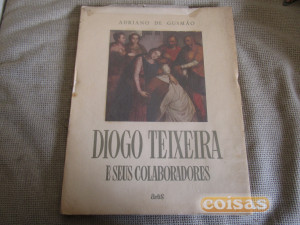 ADRIANO DE GUSMÃO
DIOGO TEIXEIRA
E SEUS COLABORADORES
coisas